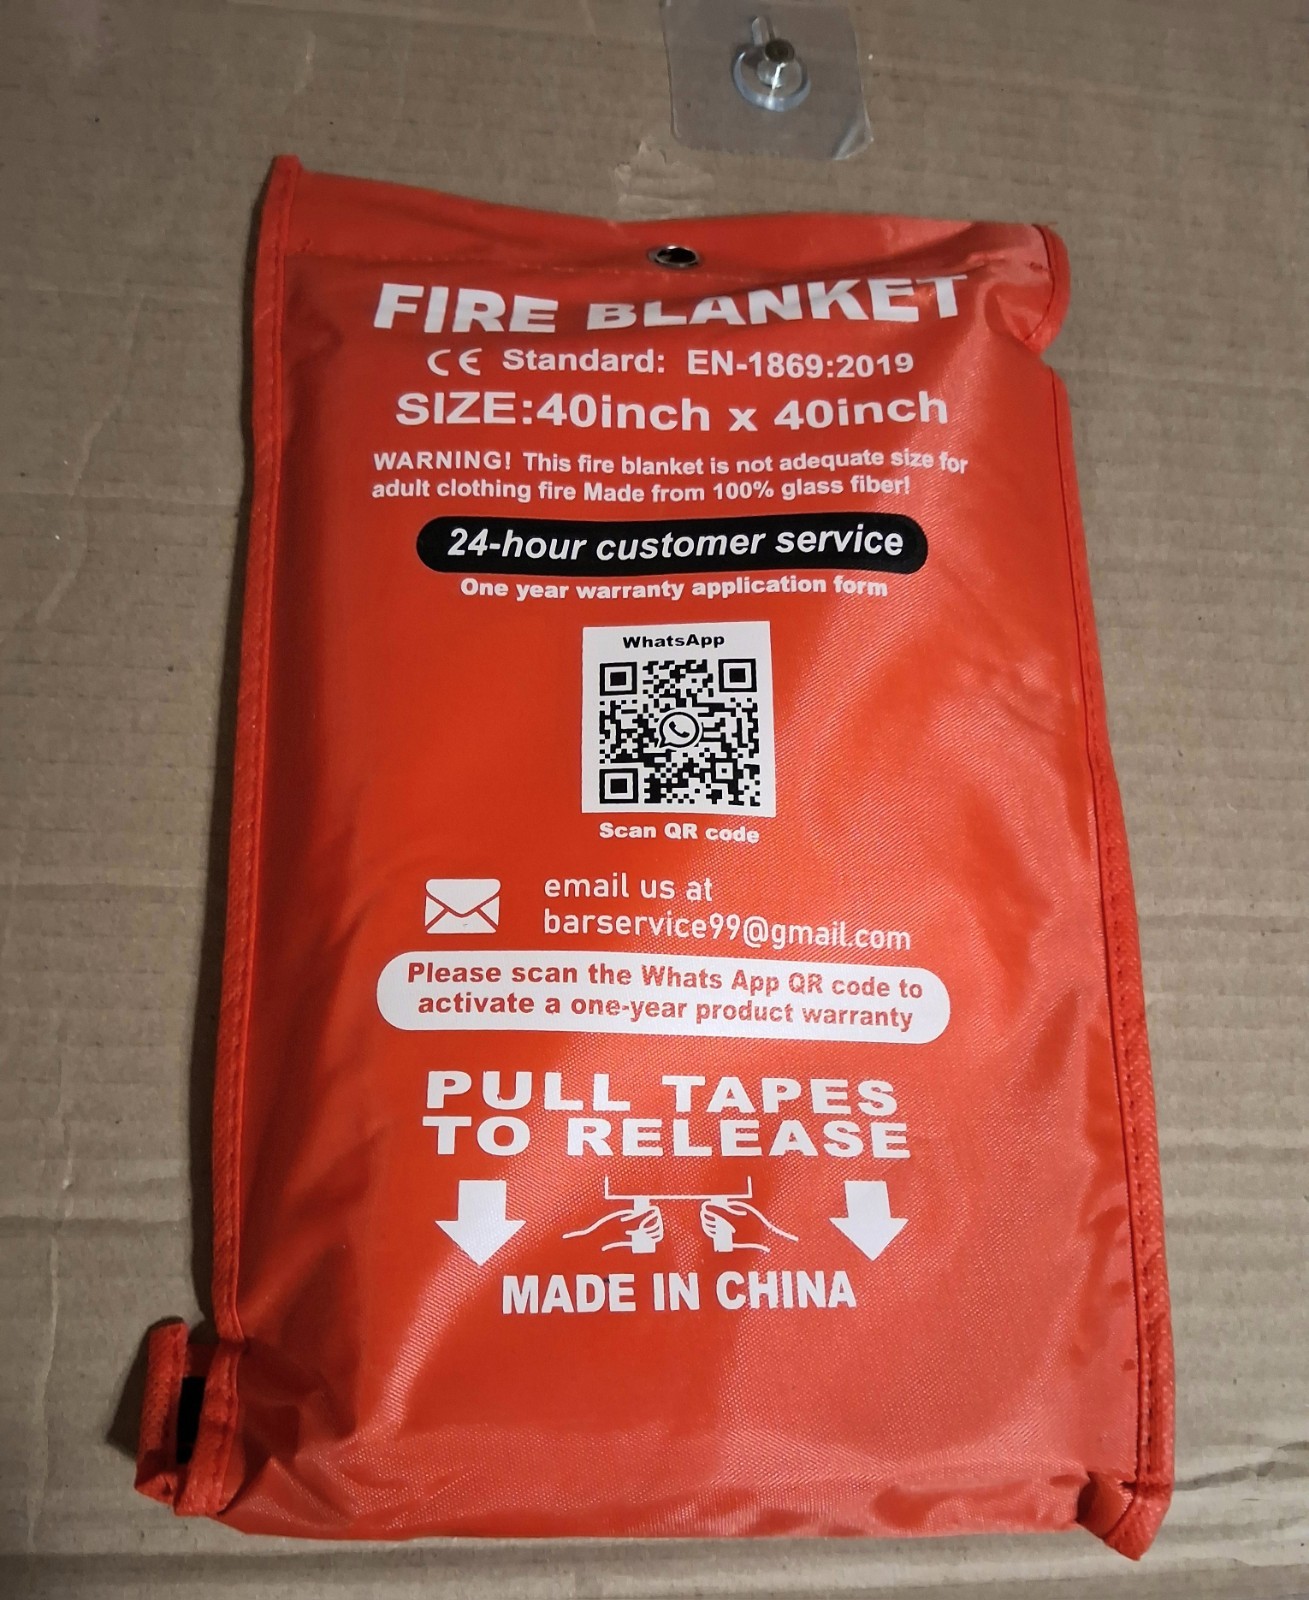 FIRE BLANKET
CE Standard: EN-1869:2019
SIZE:40inch x 40inch
WARNING! This fire blanket is not adequate size for
adult clothing fire Made from 100% glass fiber!
24-hour customer service
One year warranty application form
WhatsApp
Scan QR code
email us at
barservice99@gmail.com
Please scan the Whats App QR code to
activate a one-year product warranty
PULL TAPES
TO RELEASE
MADE IN CHINA